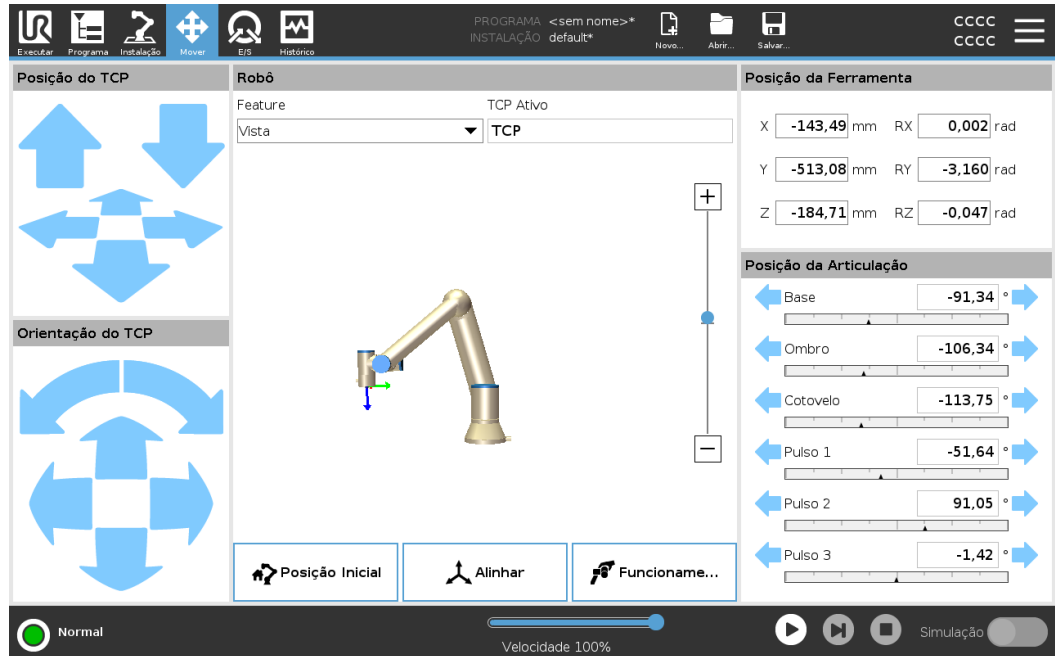 UR
Executar Programa Instalação Mover E/S Histórico
PROGRAMA <sem nome>*
INSTALAÇÃO default*
Novo... Abrir... Salvar...
CCCC
CCCC
Posição do TCP
Orientação do TCP
Robô
Feature TCP Ativo
Vista TCP
+
−
Posição Inicial Alinhar Funcioname...
Posição da Ferramenta
X -143,49 mm RX 0,002 rad
Y -513,08 mm RY -3,160 rad
Z -184,71 mm RZ -0,047 rad
Posição da Articulação
Base -91,34 °
Ombro -106,34 °
Cotovelo -113,75 °
Pulso 1 -51,64 °
Pulso 2 91,05 °
Pulso 3 -1,42 °
Normal
Velocidade 100%
Simulação